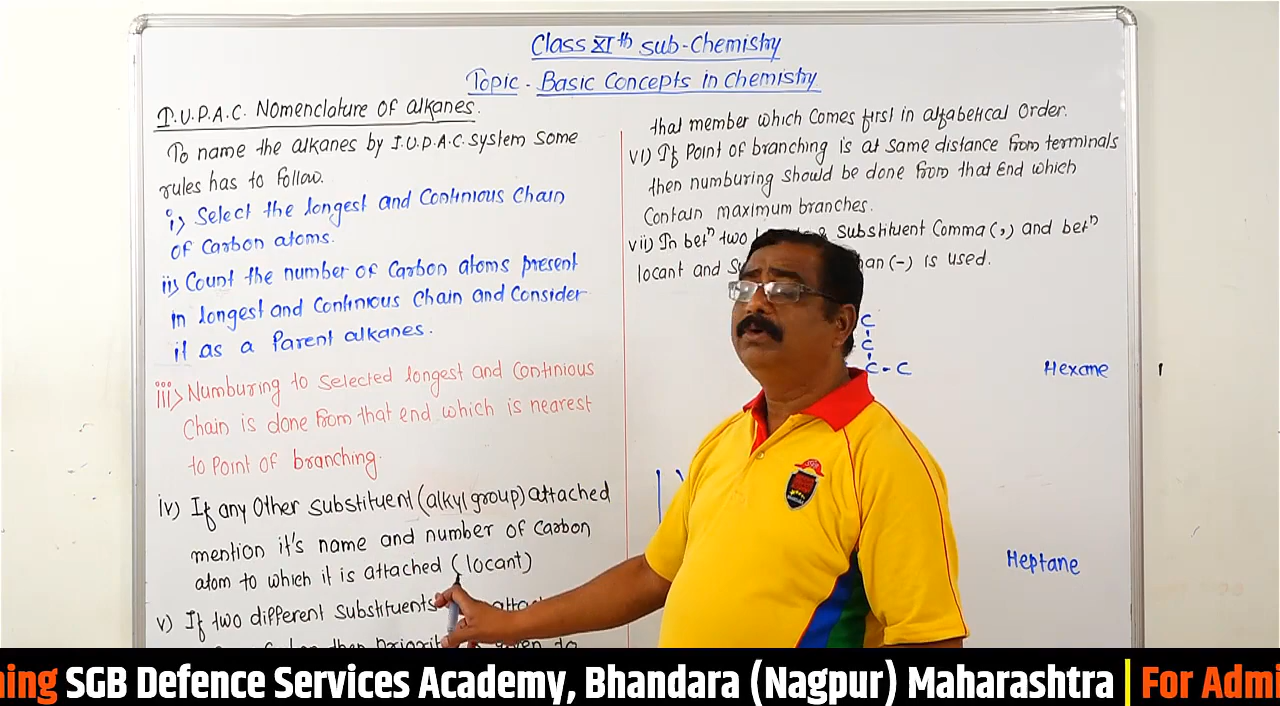 Class XIth sub-Chemistry
Topic - Basic Concepts in Chemistry
I.U.P.A.C. Nomenclature of alkanes.
To name the alkanes by I.U.P.A.C. system some
rules has to follow.
i) Select the longest and Continious Chain
of Carbon atoms.
ii) Count the number of Carbon atoms present
in longest and Continious Chain and Consider
it as a Parent alkanes.
iii) Numburing to selected longest and Continious
Chain is done from that end which is nearest
to Point of branching.
iv) If any Other substituent (alkyl group) attached
mention it's name and number of Carbon
atom to which it is attached (locant)
v) If two different Substituents
then given to
that member which Comes first in alfabetical Order.
vi) If Point of branching is at same distance from terminals
then numburing should be done from that End which
Contain maximum branches.
vii) In betn two & Substituent Comma (,) and betn
locant and (-) is used.
C
C
C - C
Hexane
Heptane
SGB
SGB Defence Services Academy, Bhandara (Nagpur) Maharashtra | For